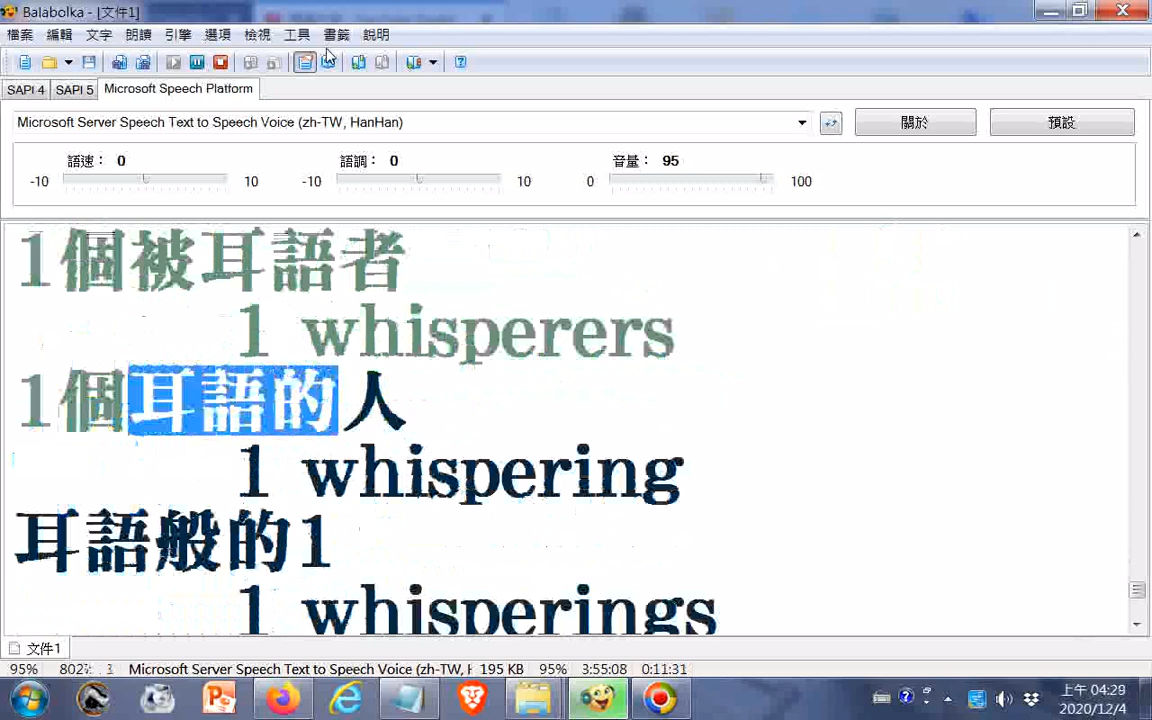 Balabolka - [文件1]
檔案 編輯 文字 朗讀 引擎 選項 檢視 工具 書籤 說明
SAPI 4 SAPI 5 Microsoft Speech Platform
Microsoft Server Speech Text to Speech Voice (zh-TW, HanHan) 關於 預設
語速： 0 語調： 0 音量： 95
-10 10 -10 10 0 100
1個被耳語者
1 whisperers
1個耳語的人
1 whispering
耳語般的1
1 whisperings
文件1
95% Microsoft Server Speech Text to Speech Voice (zh-TW, 195 KB 95% 3:55:08 0:11:31
上午 04:29
2020/12/4